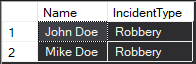 Name IncidentType
1 John Doe Robbery
2 Mike Doe Robbery